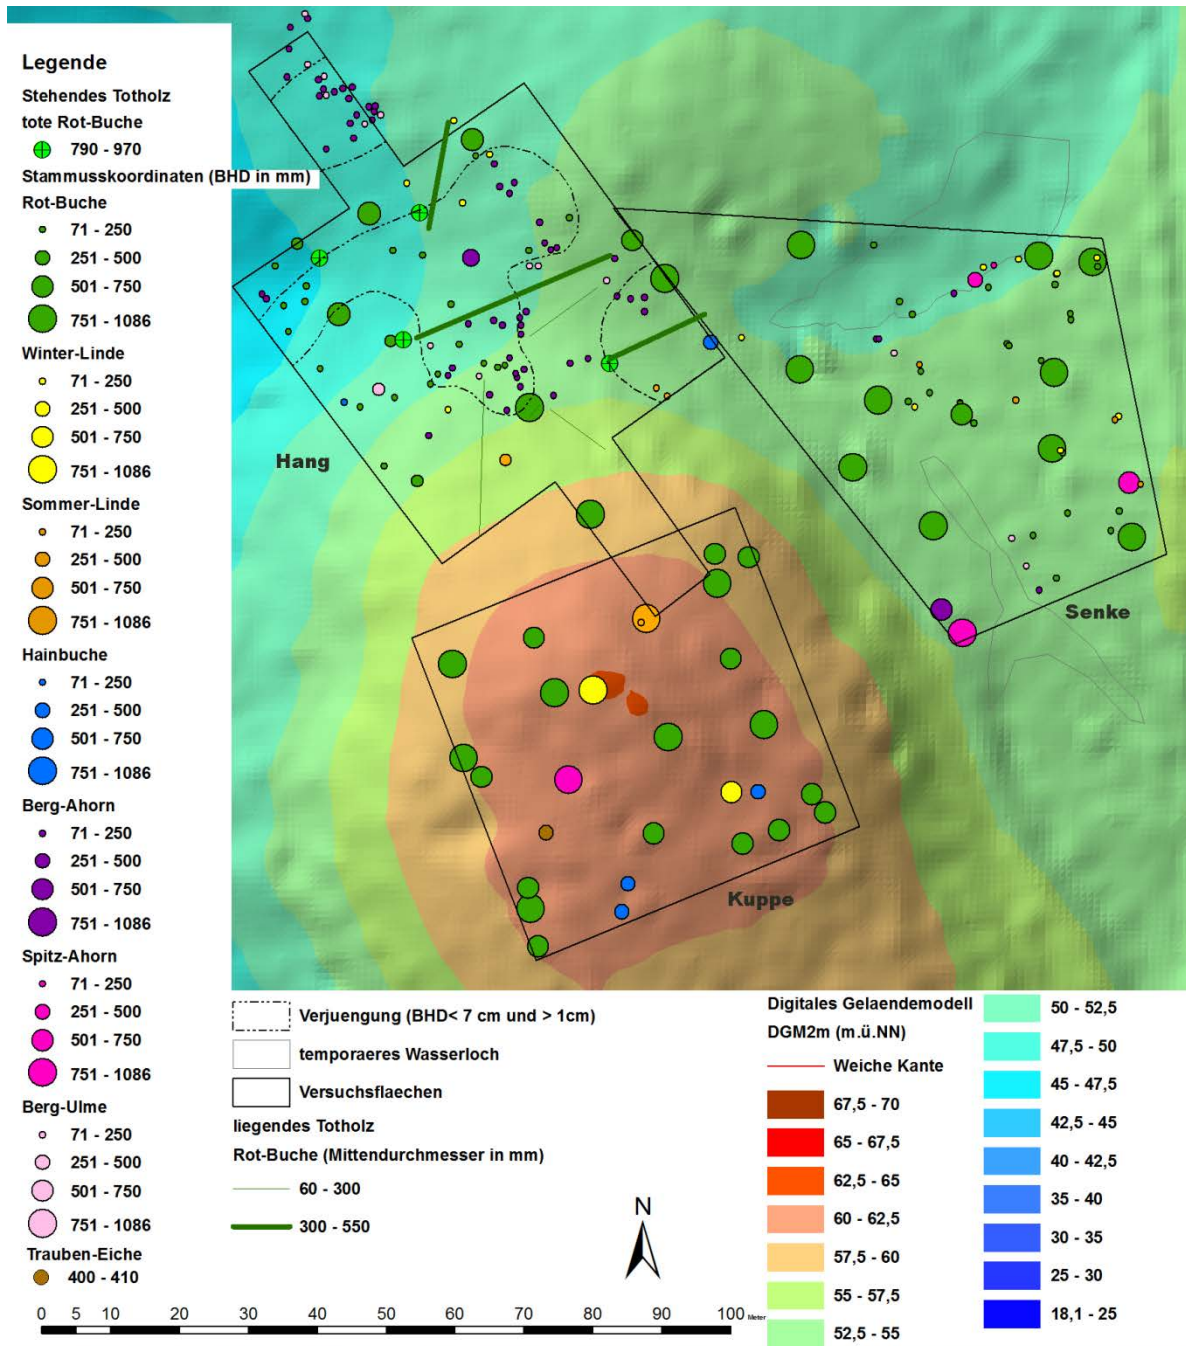 Legende
Stehendes Totholz
tote Rot-Buche
790 - 970
Stammusskoordinaten (BHD in mm)
Rot-Buche
71 - 250
251 - 500
501 - 750
751 - 1086
Winter-Linde
71 - 250
251 - 500
501 - 750
751 - 1086
Sommer-Linde
71 - 250
251 - 500
501 - 750
751 - 1086
Hainbuche
71 - 250
251 - 500
501 - 750
751 - 1086
Berg-Ahorn
71 - 250
251 - 500
501 - 750
751 - 1086
Spitz-Ahorn
71 - 250
251 - 500
501 - 750
751 - 1086
Berg-Ulme
71 - 250
251 - 500
501 - 750
751 - 1086
Trauben-Eiche
400 - 410
Hang
Senke
Kuppe
Verjuengung (BHD< 7 cm und > 1cm)
temporaeres Wasserloch
Versuchsflaechen
liegendes Totholz
Rot-Buche (Mittendurchmesser in mm)
60 - 300
300 - 550
N
Digitales Gelaendemodell
DGM2m (m.ü.NN)
Weiche Kante
67,5 - 70
65 - 67,5
62,5 - 65
60 - 62,5
57,5 - 60
55 - 57,5
52,5 - 55
50 - 52,5
47,5 - 50
45 - 47,5
42,5 - 45
40 - 42,5
35 - 40
30 - 35
25 - 30
18,1 - 25
0 5 10 20 30 40 50 60 70 80 90 100 Meter